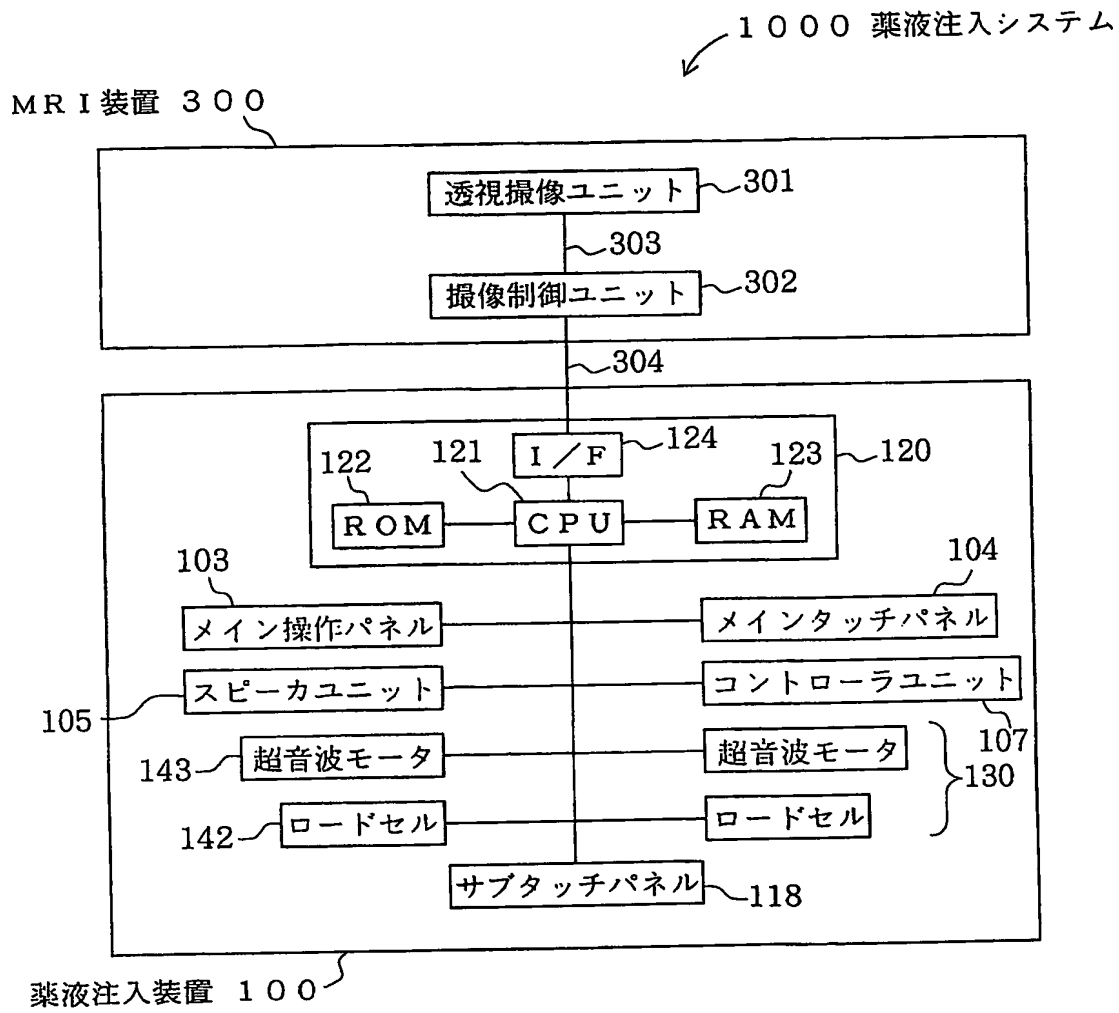 １０００ 薬液注入システム
ＭＲＩ装置 ３００
透視撮像ユニット 301
303
撮像制御ユニット 302
304
Ｉ／Ｆ 124
121
122
123
120
ＲＯＭ ＣＰＵ ＲＡＭ
103
104
メイン操作パネル メインタッチパネル
スピーカユニット コントローラユニット
105
107
143 超音波モータ 超音波モータ
130
142 ロードセル ロードセル
サブタッチパネル 118
薬液注入装置 １００